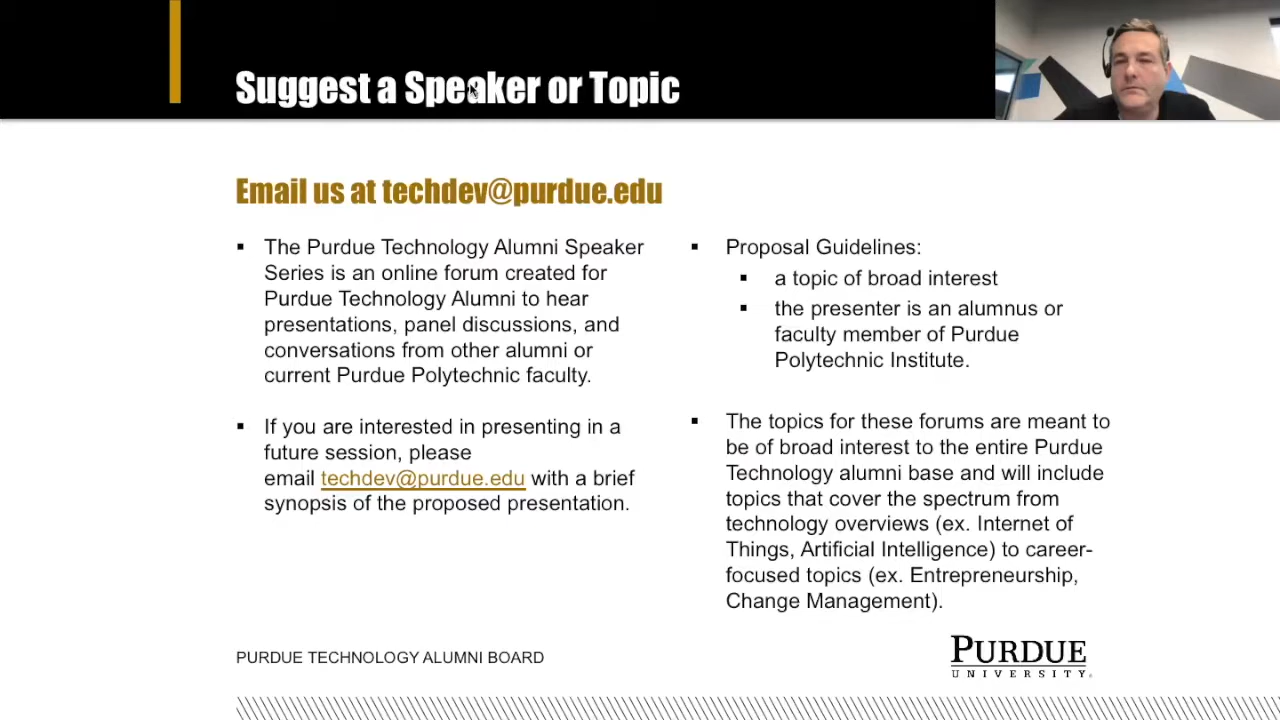 Suggest a Speaker or Topic
Email us at techdev@purdue.edu
▪ The Purdue Technology Alumni Speaker
Series is an online forum created for
Purdue Technology Alumni to hear
presentations, panel discussions, and
conversations from other alumni or
current Purdue Polytechnic faculty.
▪ If you are interested in presenting in a
future session, please
email techdev@purdue.edu with a brief
synopsis of the proposed presentation.
▪ Proposal Guidelines:
▪ a topic of broad interest
▪ the presenter is an alumnus or
faculty member of Purdue
Polytechnic Institute.
▪ The topics for these forums are meant to
be of broad interest to the entire Purdue
Technology alumni base and will include
topics that cover the spectrum from
technology overviews (ex. Internet of
Things, Artificial Intelligence) to career-
focused topics (ex. Entrepreneurship,
Change Management).
PURDUE TECHNOLOGY ALUMNI BOARD
PURDUE
UNIVERSITY.